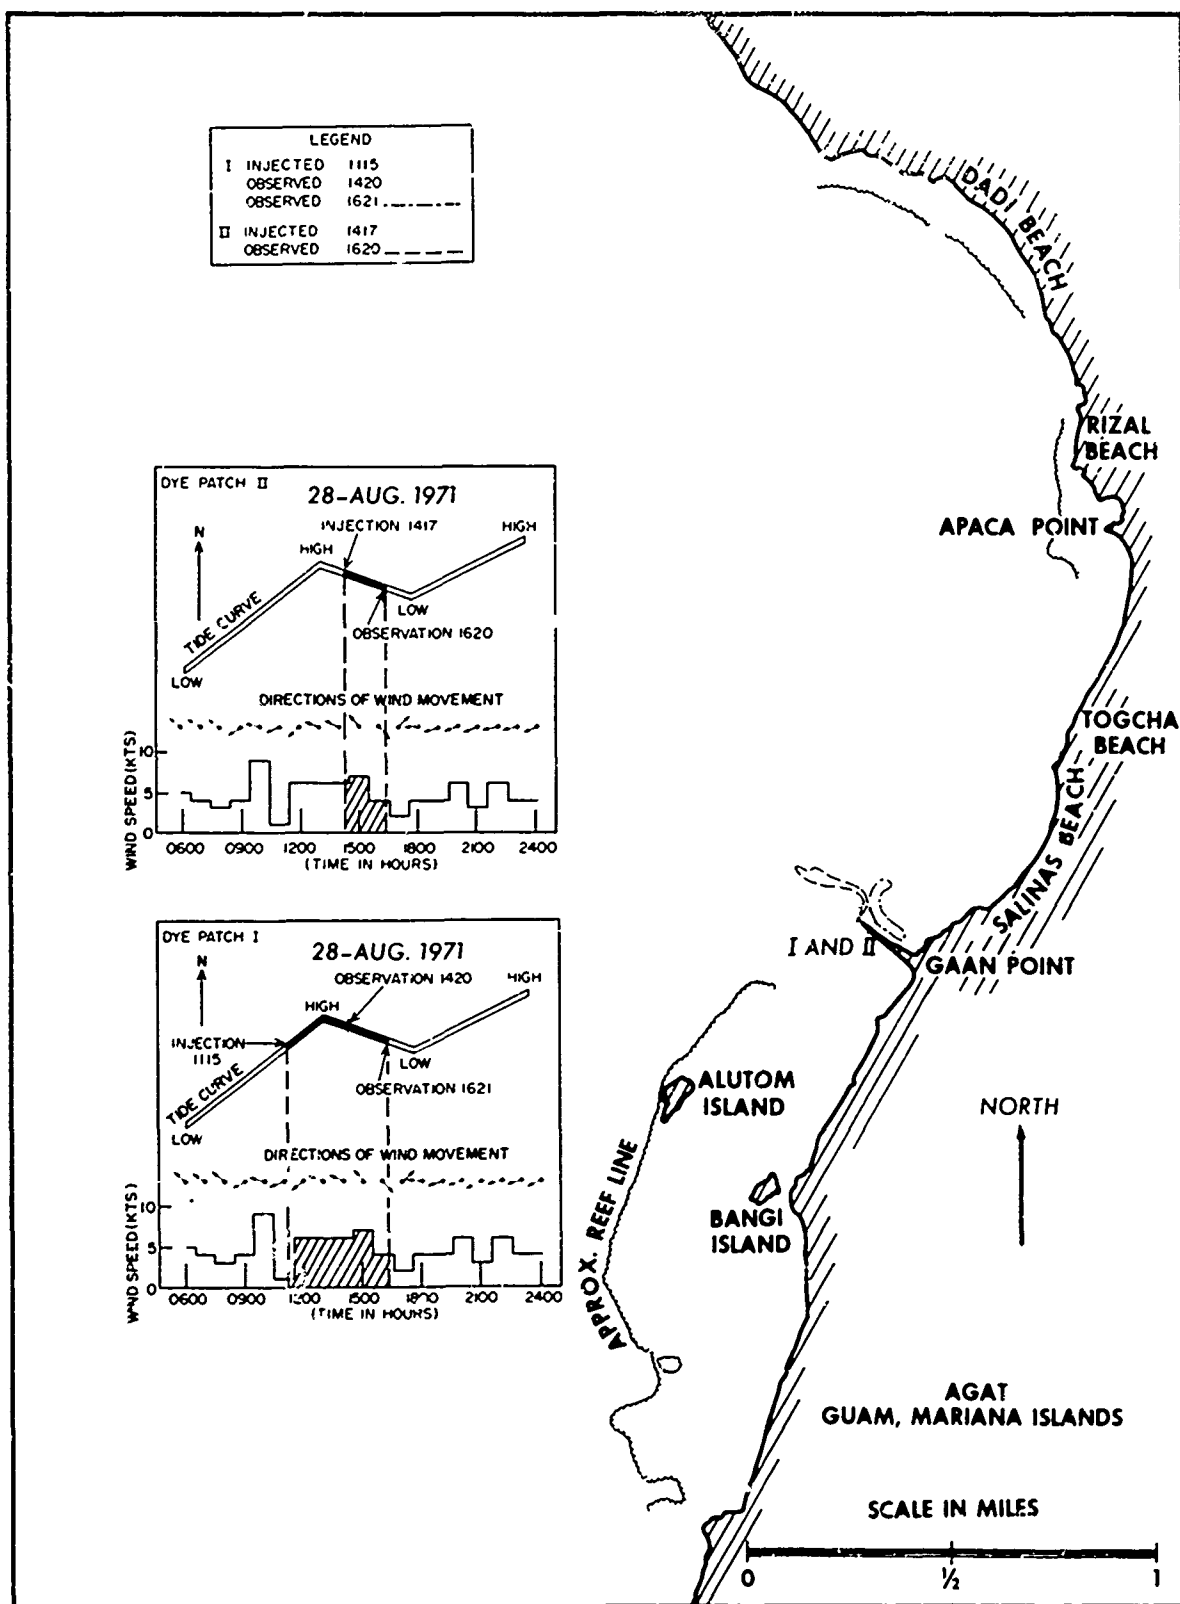 LEGEND
I INJECTED 1115
OBSERVED 1420
OBSERVED 1621
II INJECTED 1417
OBSERVED 1620
DADI BEACH
RIZAL
BEACH
APACA POINT
TOGCHA
BEACH
SALINAS BEACH
I AND II
GAAN POINT
ALUTOM
ISLAND
BANGI
ISLAND
APPROX. REEF LINE
NORTH
AGAT
GUAM, MARIANA ISLANDS
SCALE IN MILES
0 ½ 1
DYE PATCH II
28-AUG. 1971
INJECTION 1417
N
HIGH
HIGH
TIDE CURVE
LOW
OBSERVATION 1620
LOW
DIRECTIONS OF WIND MOVEMENT
WIND SPEED (KTS)
10
5
0
0600 0900 1200 1500 1800 2100 2400
(TIME IN HOURS)
DYE PATCH I
28-AUG. 1971
OBSERVATION 1420
N
HIGH
HIGH
INJECTION
1115
TIDE CURVE
LOW
OBSERVATION 1621
LOW
DIRECTIONS OF WIND MOVEMENT
WIND SPEED (KTS)
10
5
0
0600 0900 1200 1500 1800 2100 2400
(TIME IN HOURS)